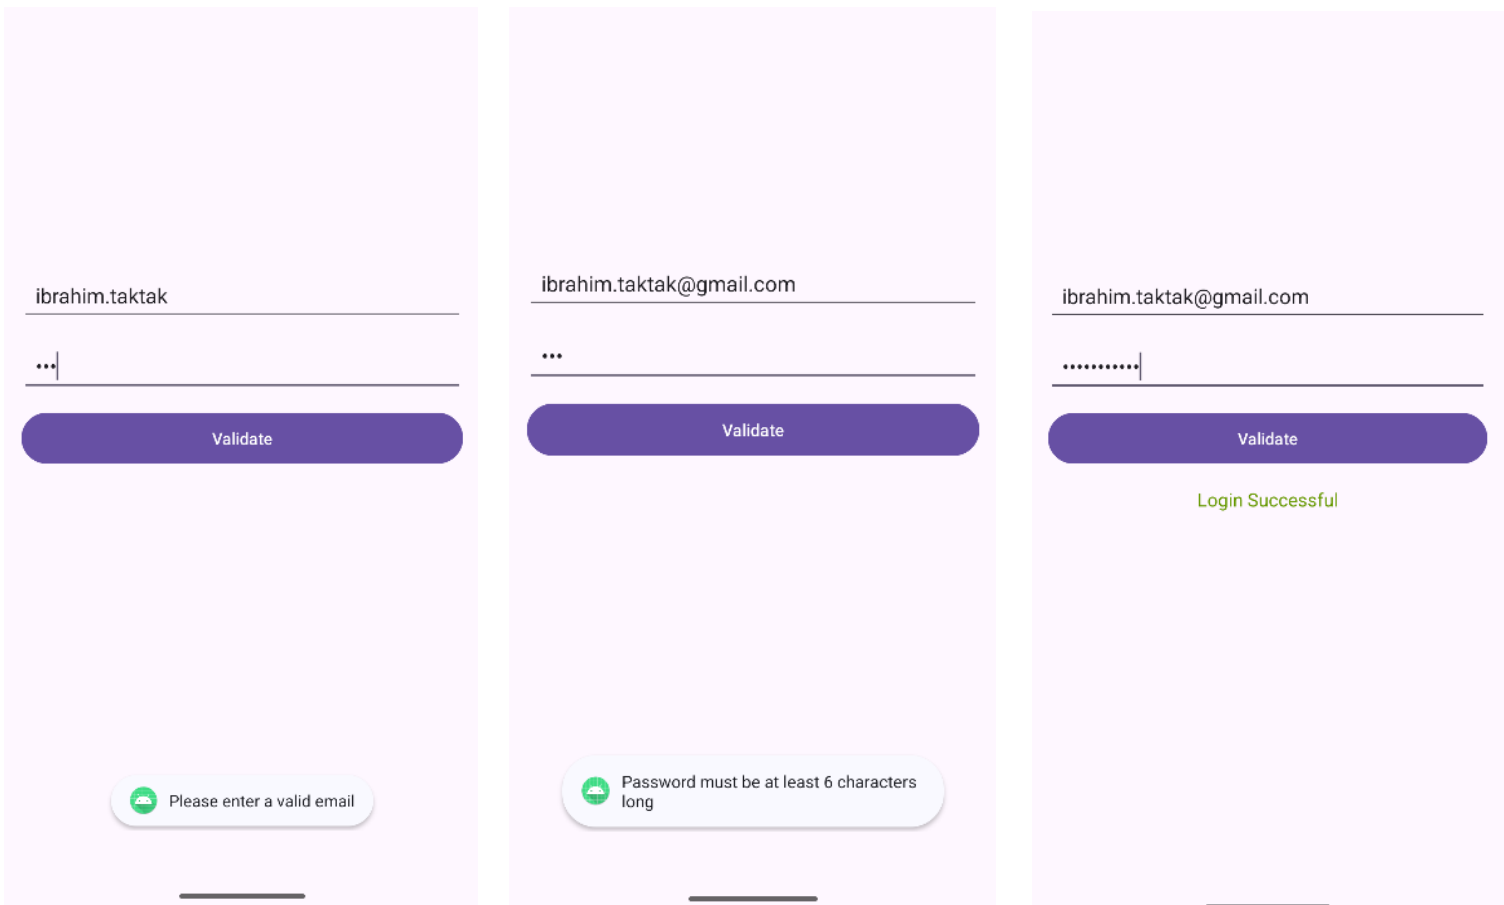 ibrahim.taktak
•••
Validate
Please enter a valid email
ibrahim.taktak@gmail.com
•••
Validate
Password must be at least 6 characters
long
ibrahim.taktak@gmail.com
•••••••••••
Validate
Login Successful